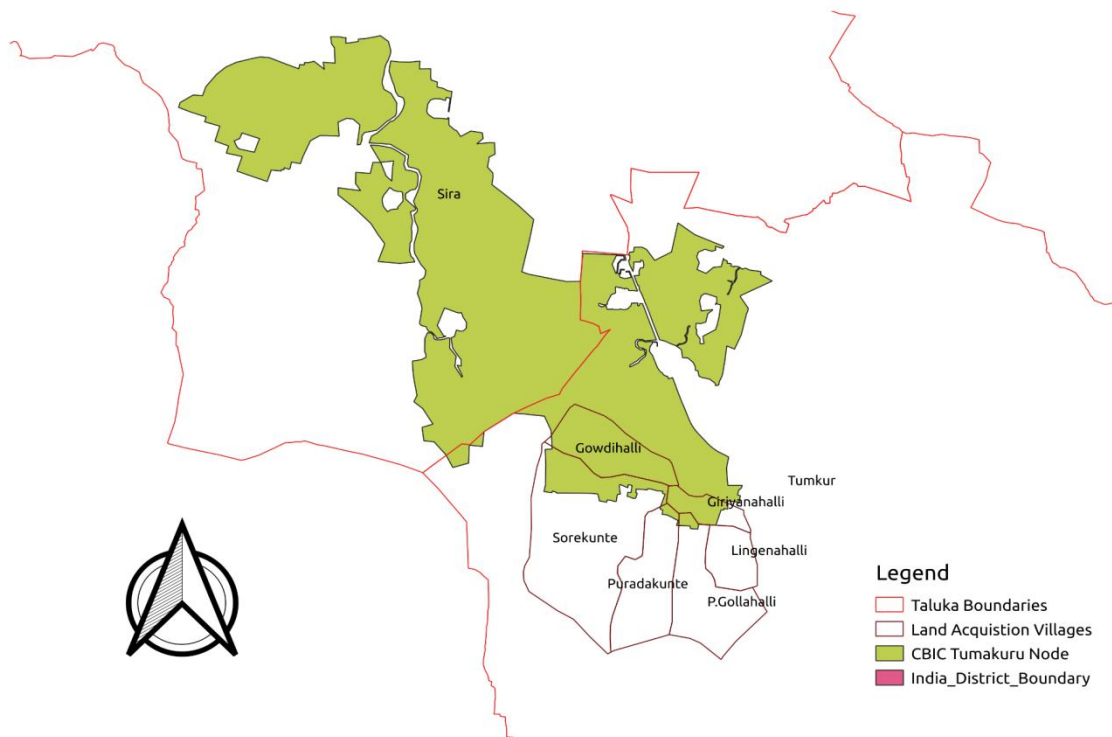 Sira
Gowdihalli
Tumkur
Giriyanahalli
Sorekunte
Lingenahalli
Puradakunte
P.Gollahalli
Legend
Taluka Boundaries
Land Acquistion Villages
CBIC Tumakuru Node
India_District_Boundary